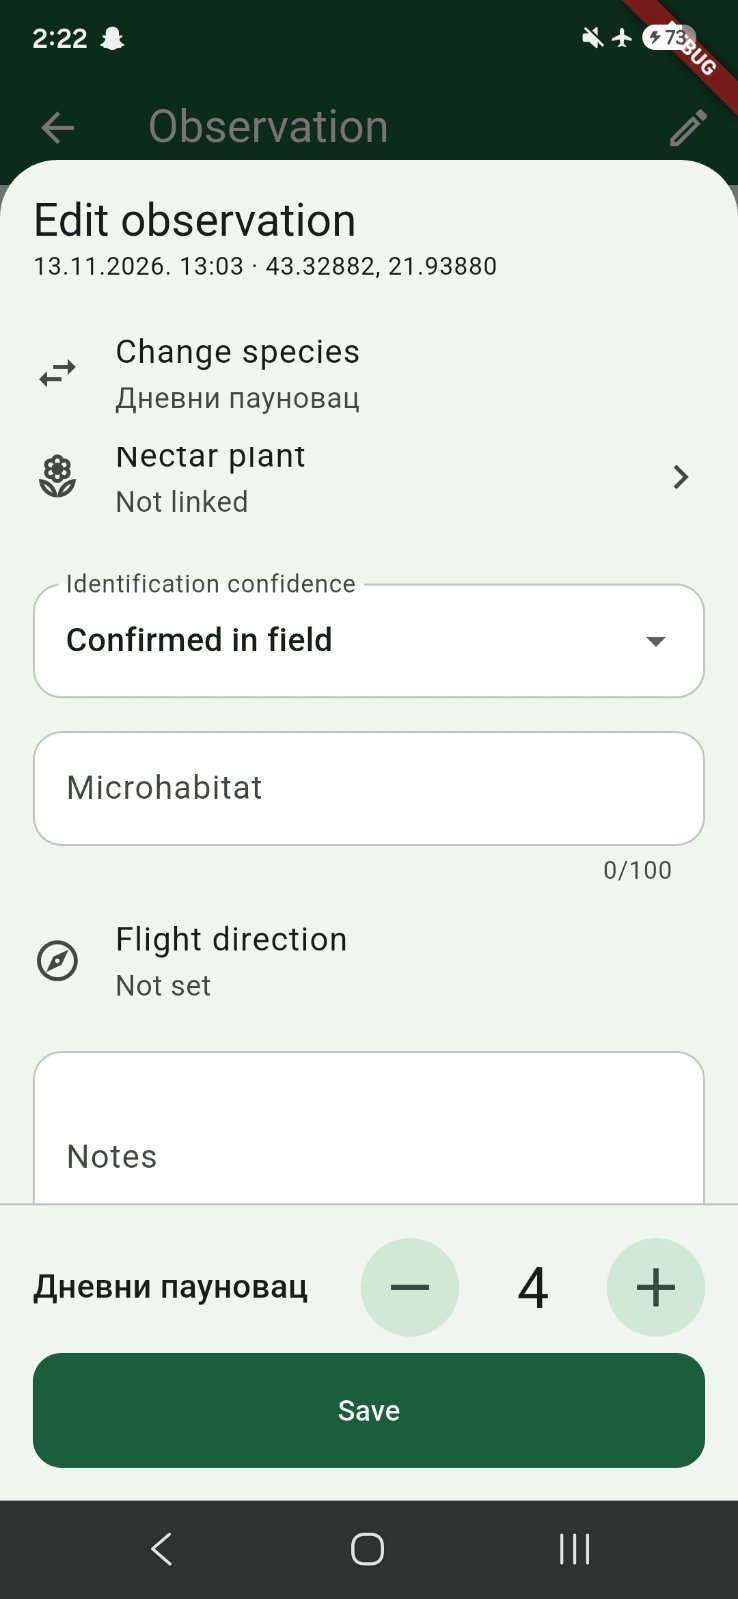 2:22
73
BUG
Observation
Edit observation
13.11.2026. 13:03 · 43.32882, 21.93880
Change species
Дневни пауновац
Nectar plant
Not linked
Identification confidence
Confirmed in field
Microhabitat
0/100
Flight direction
Not set
Notes
Дневни пауновац
4
Save